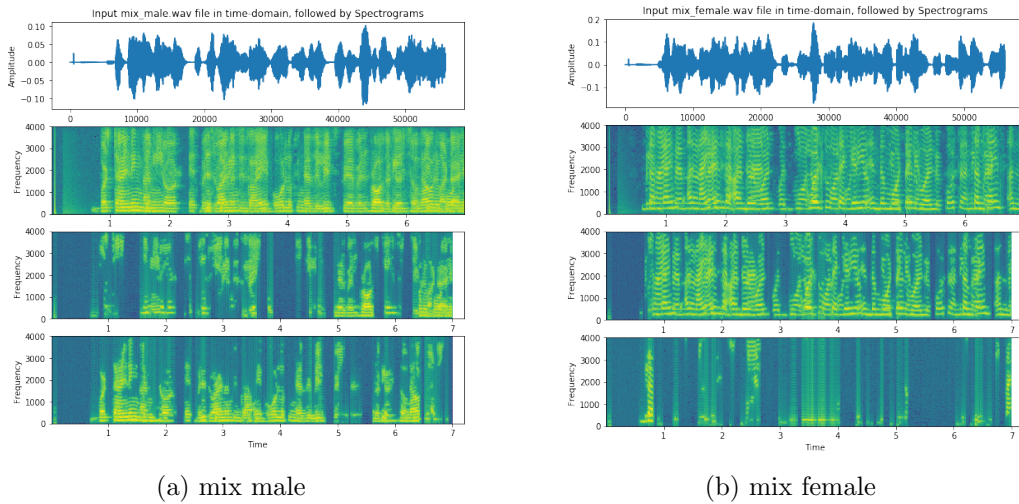 Input mix_male.wav file in time-domain, followed by Spectrograms
Amplitude
0.10
0.05
0.00
−0.05
−0.10
0 10000 20000 30000 40000 50000
Frequency
4000
3000
2000
1000
0
1 2 3 4 5 6
Frequency
4000
3000
2000
1000
0
1 2 3 4 5 6 7
Frequency
4000
3000
2000
1000
0
1 2 3 4 5 6 7
Time
(a) mix male
Input mix_female.wav file in time-domain, followed by Spectrograms
Amplitude
0.2
0.1
0.0
−0.1
0 10000 20000 30000 40000 50000
Frequency
4000
3000
2000
1000
0
1 2 3 4 5 6
Frequency
4000
3000
2000
1000
0
1 2 3 4 5 6 7
Frequency
4000
3000
2000
1000
0
1 2 3 4 5 6 7
Time
(b) mix female